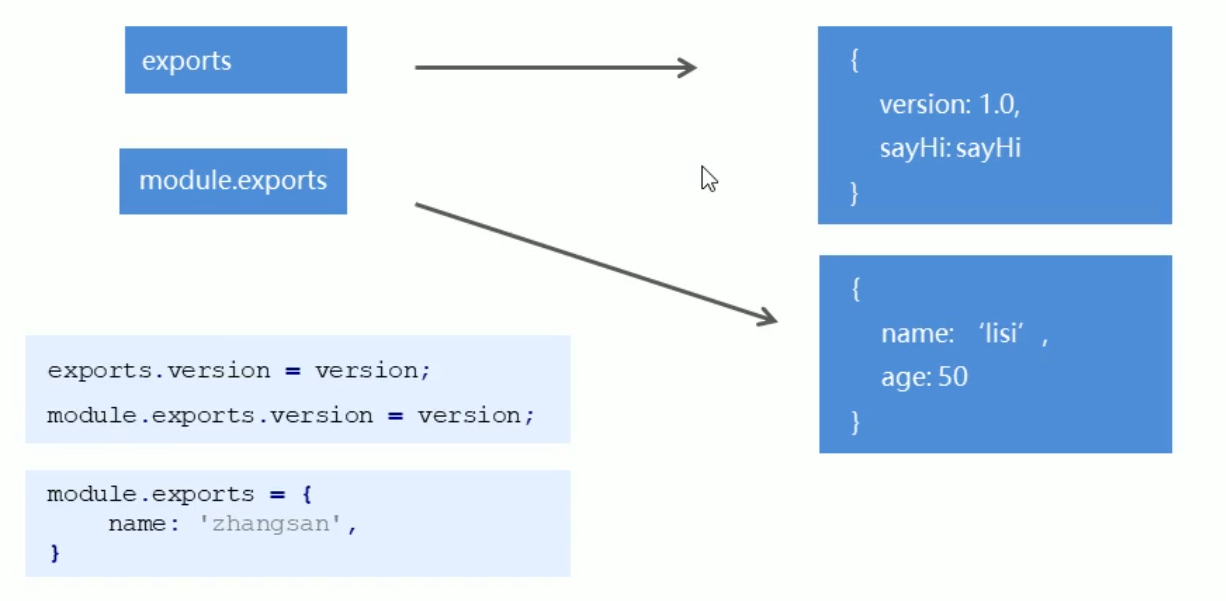 exports
module.exports
{
version: 1.0,
sayHi: sayHi
}
{
name: ‘lisi’ ,
age: 50
}
exports.version = version;
module.exports.version = version;
module.exports = {
name: 'zhangsan',
}